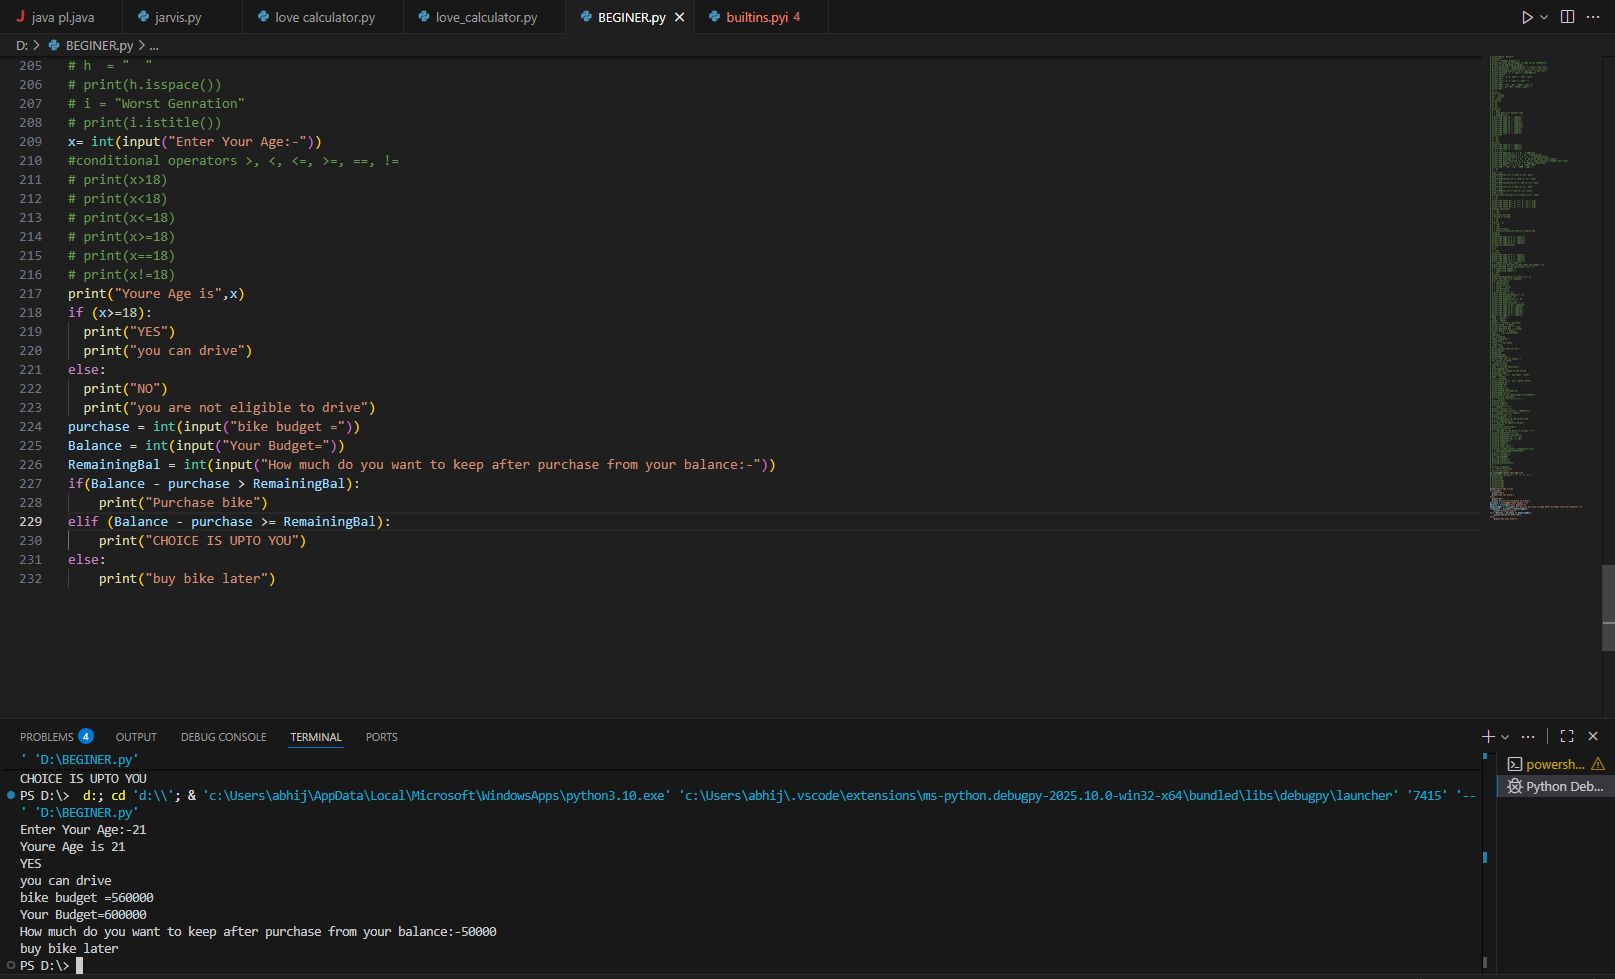 java pl.java jarvis.py love calculator.py love_calculator.py BEGINER.py builtins.pyi 4
D: > BEGINER.py > ...
205 # h  = "  "
206 # print(h.isspace())
207 # i = "Worst Genration"
208 # print(i.istitle())
209 x= int(input("Enter Your Age:-"))
210 #conditional operators >, <, <=, >=, ==, !=
211 # print(x>18)
212 # print(x<18)
213 # print(x<=18)
214 # print(x>=18)
215 # print(x==18)
216 # print(x!=18)
217 print("Youre Age is",x)
218 if (x>=18):
219   print("YES")
220   print("you can drive")
221 else:
222   print("NO")
223   print("you are not eligible to drive")
224 purchase = int(input("bike budget ="))
225 Balance = int(input("Your Budget="))
226 RemainingBal = int(input("How much do you want to keep after purchase from your balance:-"))
227 if(Balance - purchase > RemainingBal):
228     print("Purchase bike")
229 elif (Balance - purchase >= RemainingBal):
230     print("CHOICE IS UPTO YOU")
231 else:
232     print("buy bike later")
PROBLEMS 4 OUTPUT DEBUG CONSOLE TERMINAL PORTS
' 'D:\BEGINER.py'
CHOICE IS UPTO YOU
PS D:\>  d:; cd 'd:\\'; & 'c:\Users\abhij\AppData\Local\Microsoft\WindowsApps\python3.10.exe' 'c:\Users\abhij\.vscode\extensions\ms-python.debugpy-2025.10.0-win32-x64\bundled\libs\debugpy\launcher' '7415' '--
' 'D:\BEGINER.py'
Enter Your Age:-21
Youre Age is 21
YES
you can drive
bike budget =560000
Your Budget=600000
How much do you want to keep after purchase from your balance:-50000
buy bike later
PS D:\>
powersh...
Python Deb...